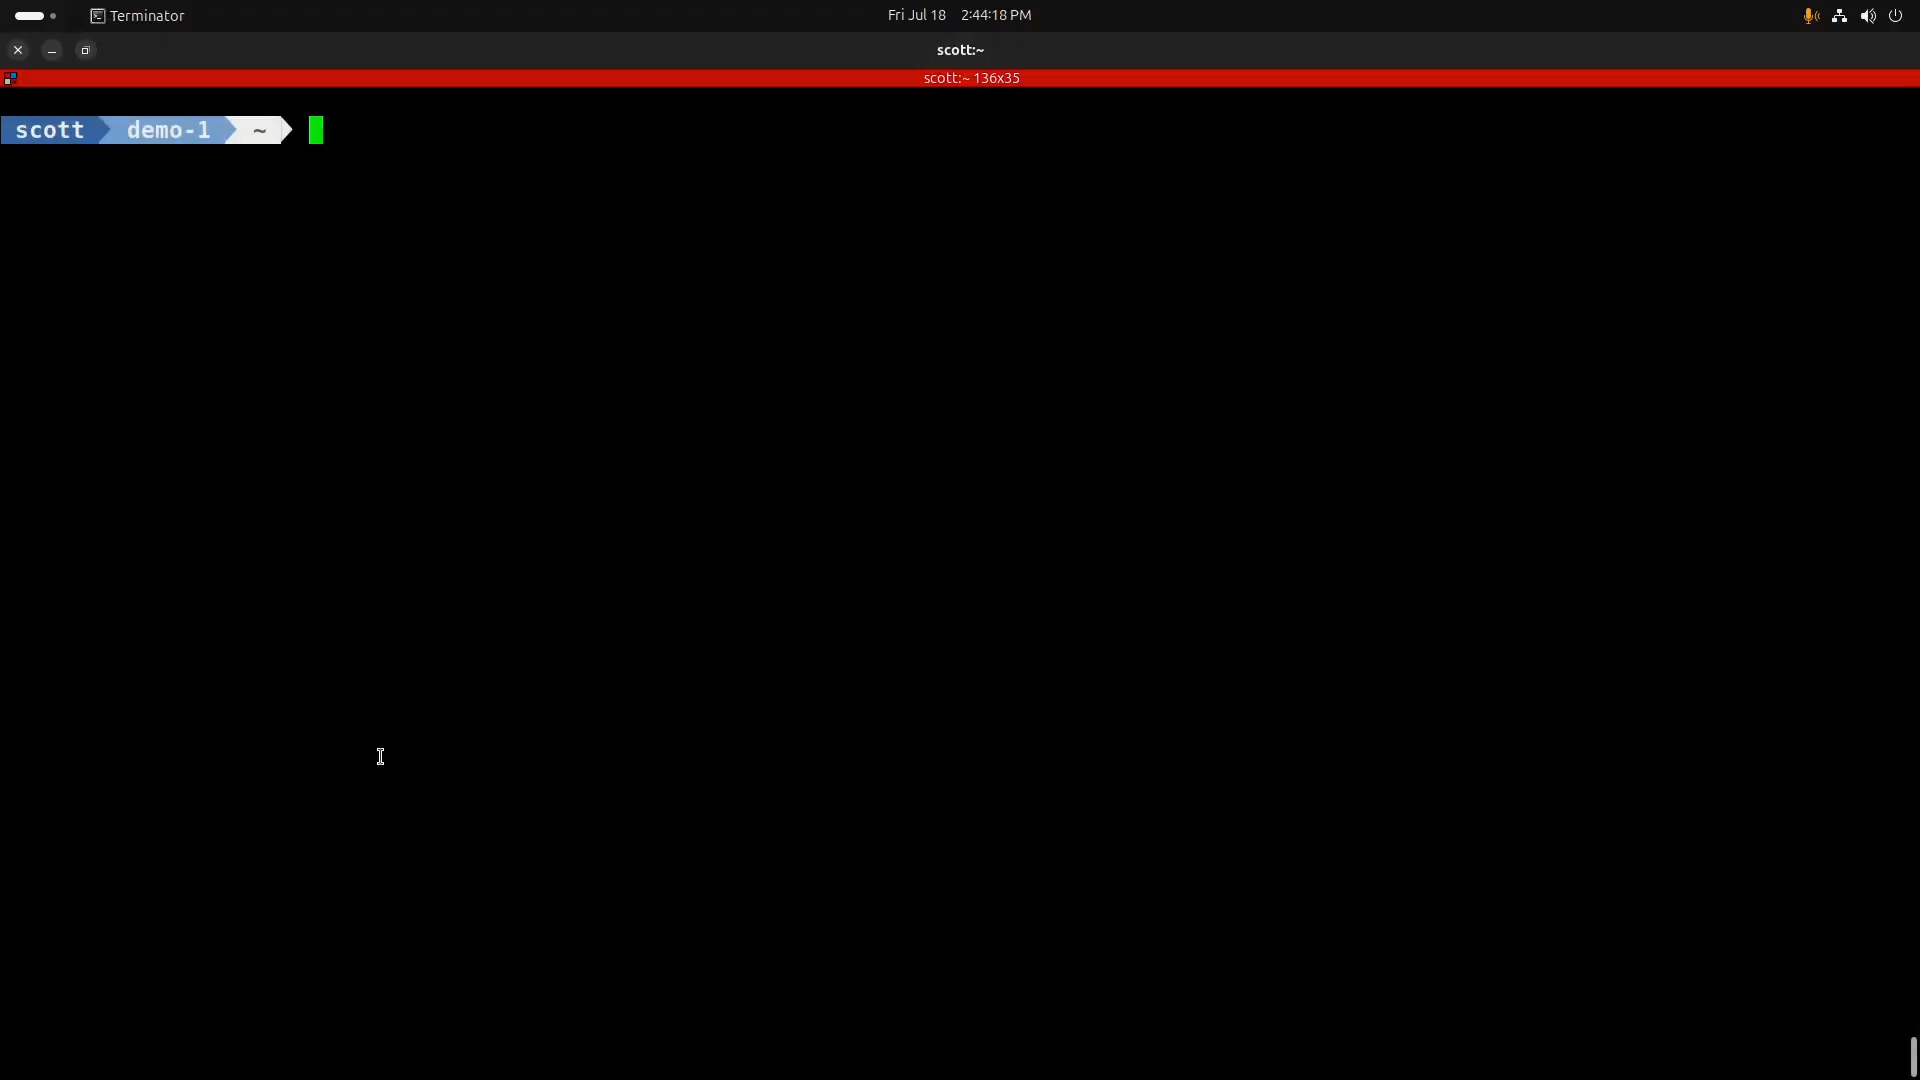 Terminator
Fri Jul 18 2:44:18 PM
scott:~
scott:~ 136x35
scott demo-1 ~